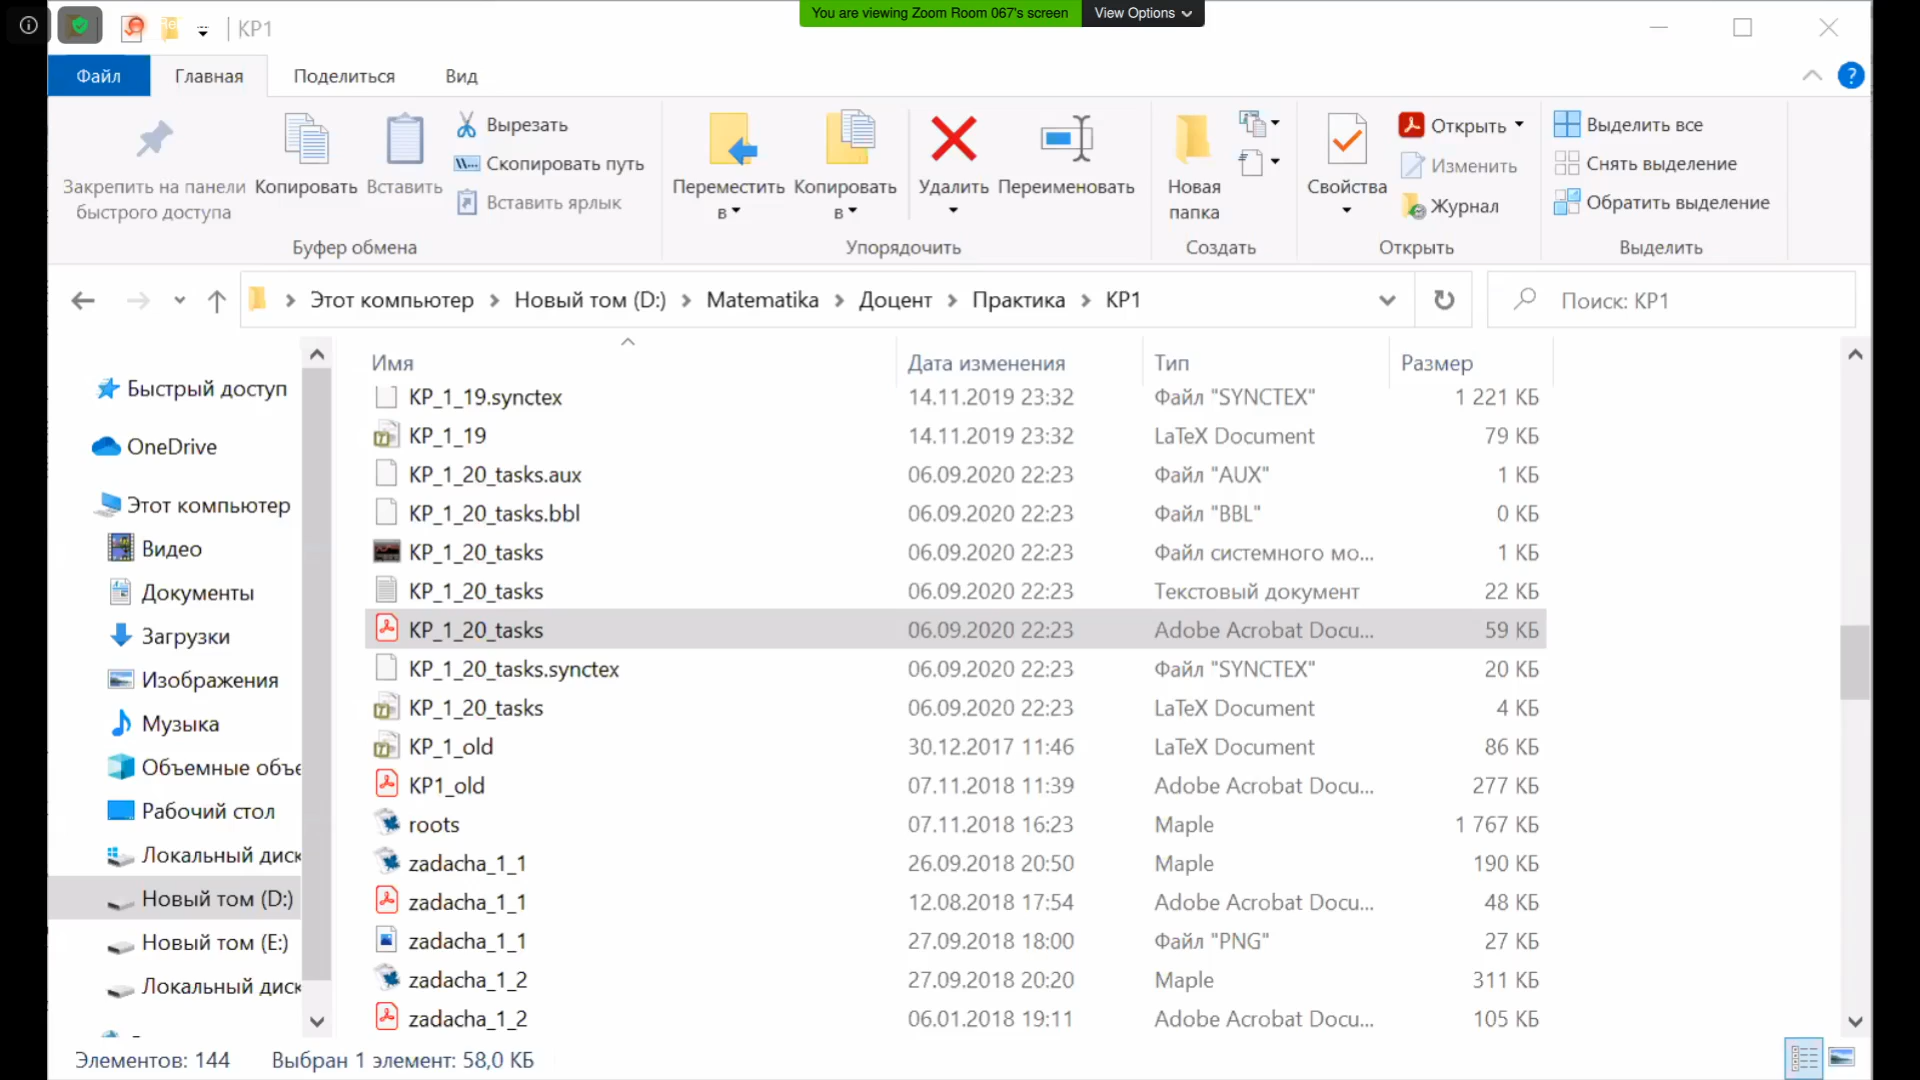 You are viewing Zoom Room 067's screen
View Options
KP1
Файл
Главная
Поделиться
Вид
Закрепить на панели
быстрого доступа
Копировать
Вставить
Вырезать
Скопировать путь
Вставить ярлык
Буфер обмена
Переместить
в
Копировать
в
Удалить
Переименовать
Упорядочить
Новая
папка
Создать
Свойства
Открыть
Изменить
Журнал
Открыть
Выделить все
Снять выделение
Обратить выделение
Выделить
Этот компьютер
Новый том (D:)
Matematika
Доцент
Практика
KP1
Поиск: KP1
Быстрый доступ
OneDrive
Этот компьютер
Видео
Документы
Загрузки
Изображения
Музыка
Объемные объе
Рабочий стол
Локальный диск
Новый том (D:)
Новый том (E:)
Локальный диск
Имя Дата изменения Тип Размер
KP_1_19.synctex 14.11.2019 23:32 Файл "SYNCTEX" 1 221 КБ
KP_1_19 14.11.2019 23:32 LaTeX Document 79 КБ
KP_1_20_tasks.aux 06.09.2020 22:23 Файл "AUX" 1 КБ
KP_1_20_tasks.bbl 06.09.2020 22:23 Файл "BBL" 0 КБ
KP_1_20_tasks 06.09.2020 22:23 Файл системного мо... 1 КБ
KP_1_20_tasks 06.09.2020 22:23 Текстовый документ 22 КБ
KP_1_20_tasks 06.09.2020 22:23 Adobe Acrobat Docu... 59 КБ
KP_1_20_tasks.synctex 06.09.2020 22:23 Файл "SYNCTEX" 20 КБ
KP_1_20_tasks 06.09.2020 22:23 LaTeX Document 4 КБ
KP_1_old 30.12.2017 11:46 LaTeX Document 86 КБ
KP1_old 07.11.2018 11:39 Adobe Acrobat Docu... 277 КБ
roots 07.11.2018 16:23 Maple 1 767 КБ
zadacha_1_1 26.09.2018 20:50 Maple 190 КБ
zadacha_1_1 12.08.2018 17:54 Adobe Acrobat Docu... 48 КБ
zadacha_1_1 27.09.2018 18:00 Файл "PNG" 27 КБ
zadacha_1_2 27.09.2018 20:20 Maple 311 КБ
zadacha_1_2 06.01.2018 19:11 Adobe Acrobat Docu... 105 КБ
Элементов: 144
Выбран 1 элемент: 58,0 КБ